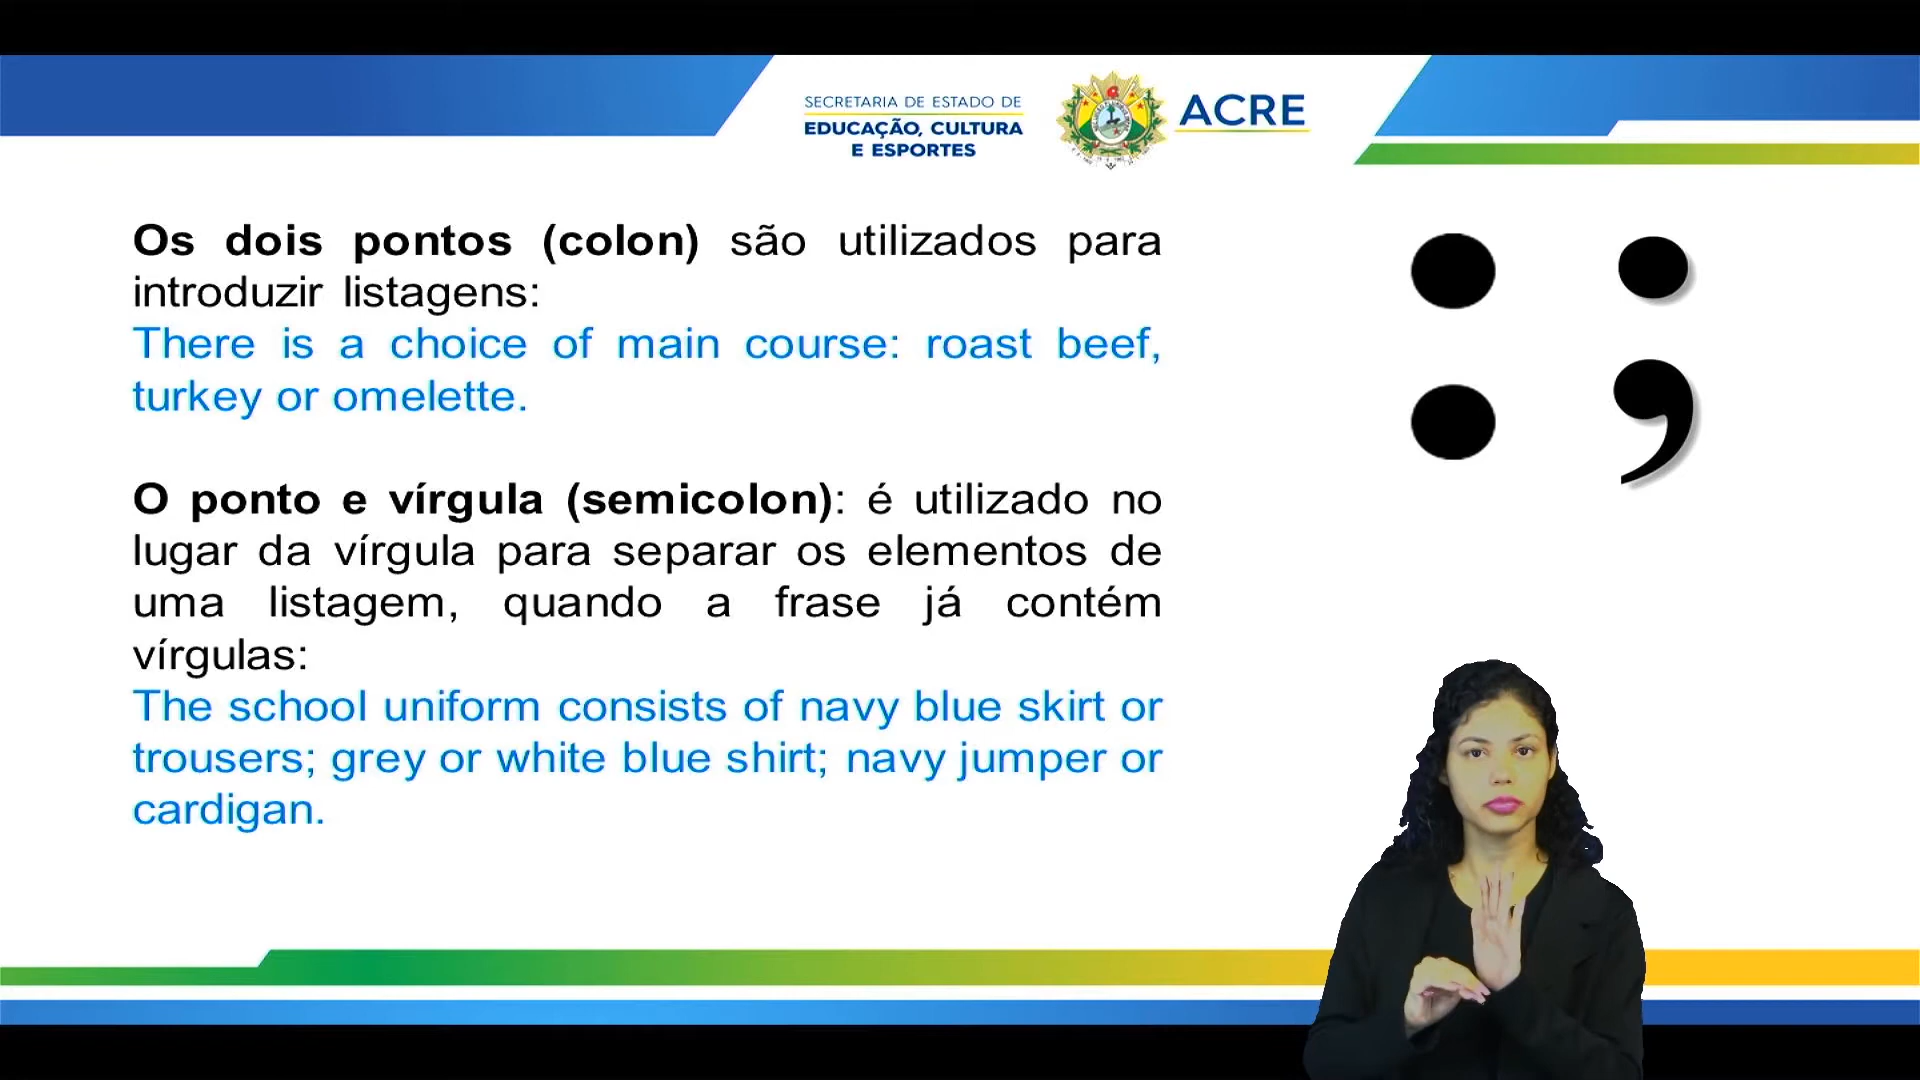 SECRETARIA DE ESTADO DE
EDUCAÇÃO, CULTURA
E ESPORTES
ACRE
Os dois pontos (colon) são utilizados para
introduzir listagens:
There is a choice of main course: roast beef,
turkey or omelette.
O ponto e vírgula (semicolon): é utilizado no
lugar da vírgula para separar os elementos de
uma listagem, quando a frase já contém
vírgulas:
The school uniform consists of navy blue skirt or
trousers; grey or white blue shirt; navy jumper or
cardigan.
: ;